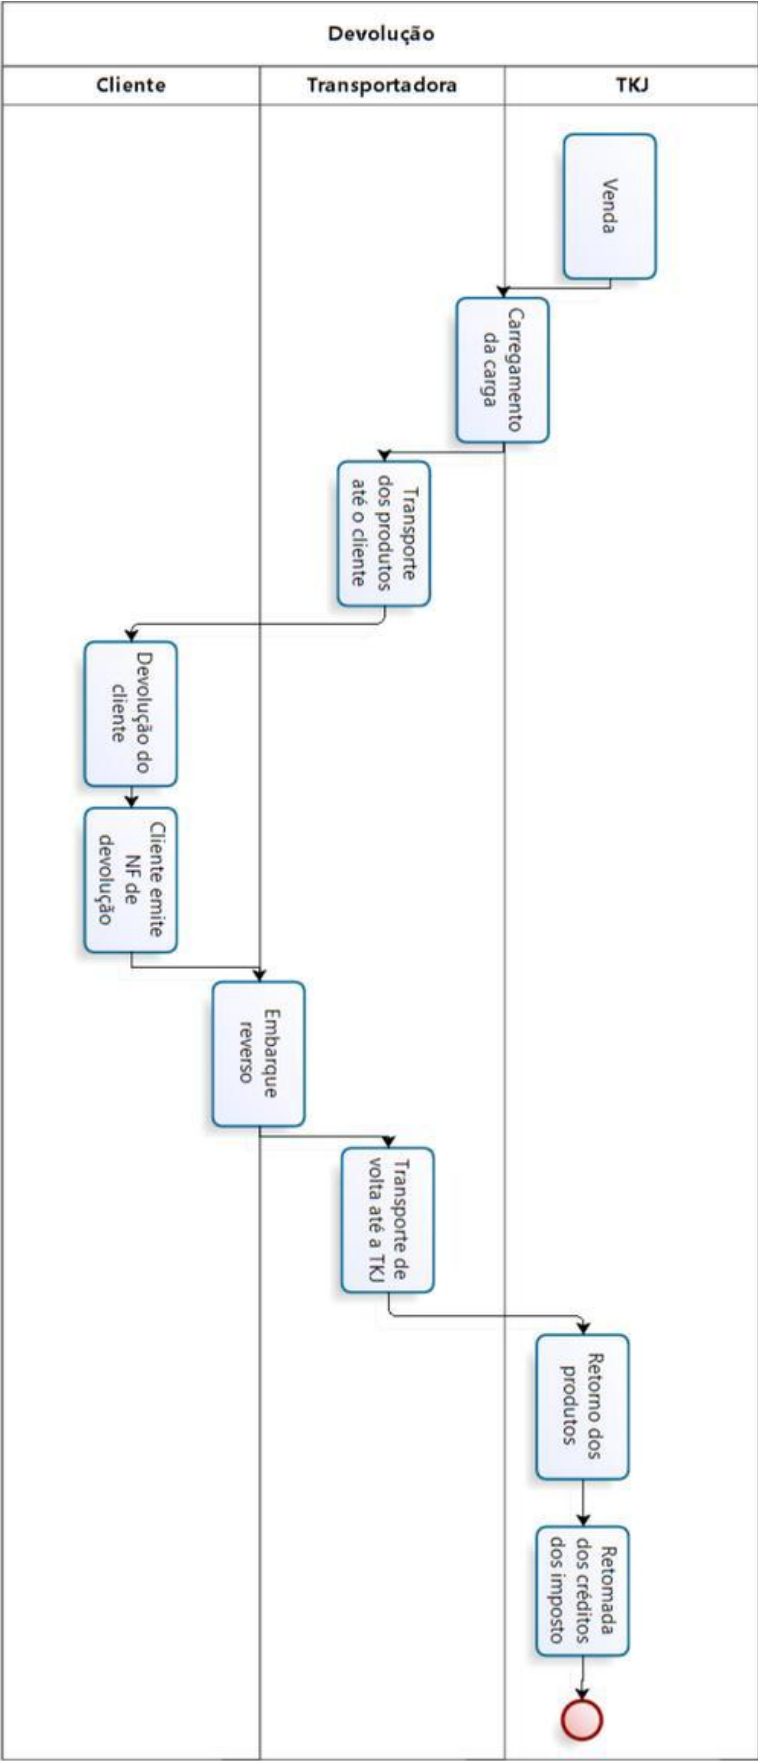 Devolução
Cliente
Transportadora
TKJ
Venda
Carregamento
da carga
Transporte
dos produtos
até o cliente
Devolução do
cliente
Cliente emite
NF de
devolução
Embarque
reverso
Transporte de
volta até a TKJ
Retorno dos
produtos
Retomada
dos créditos
dos imposto